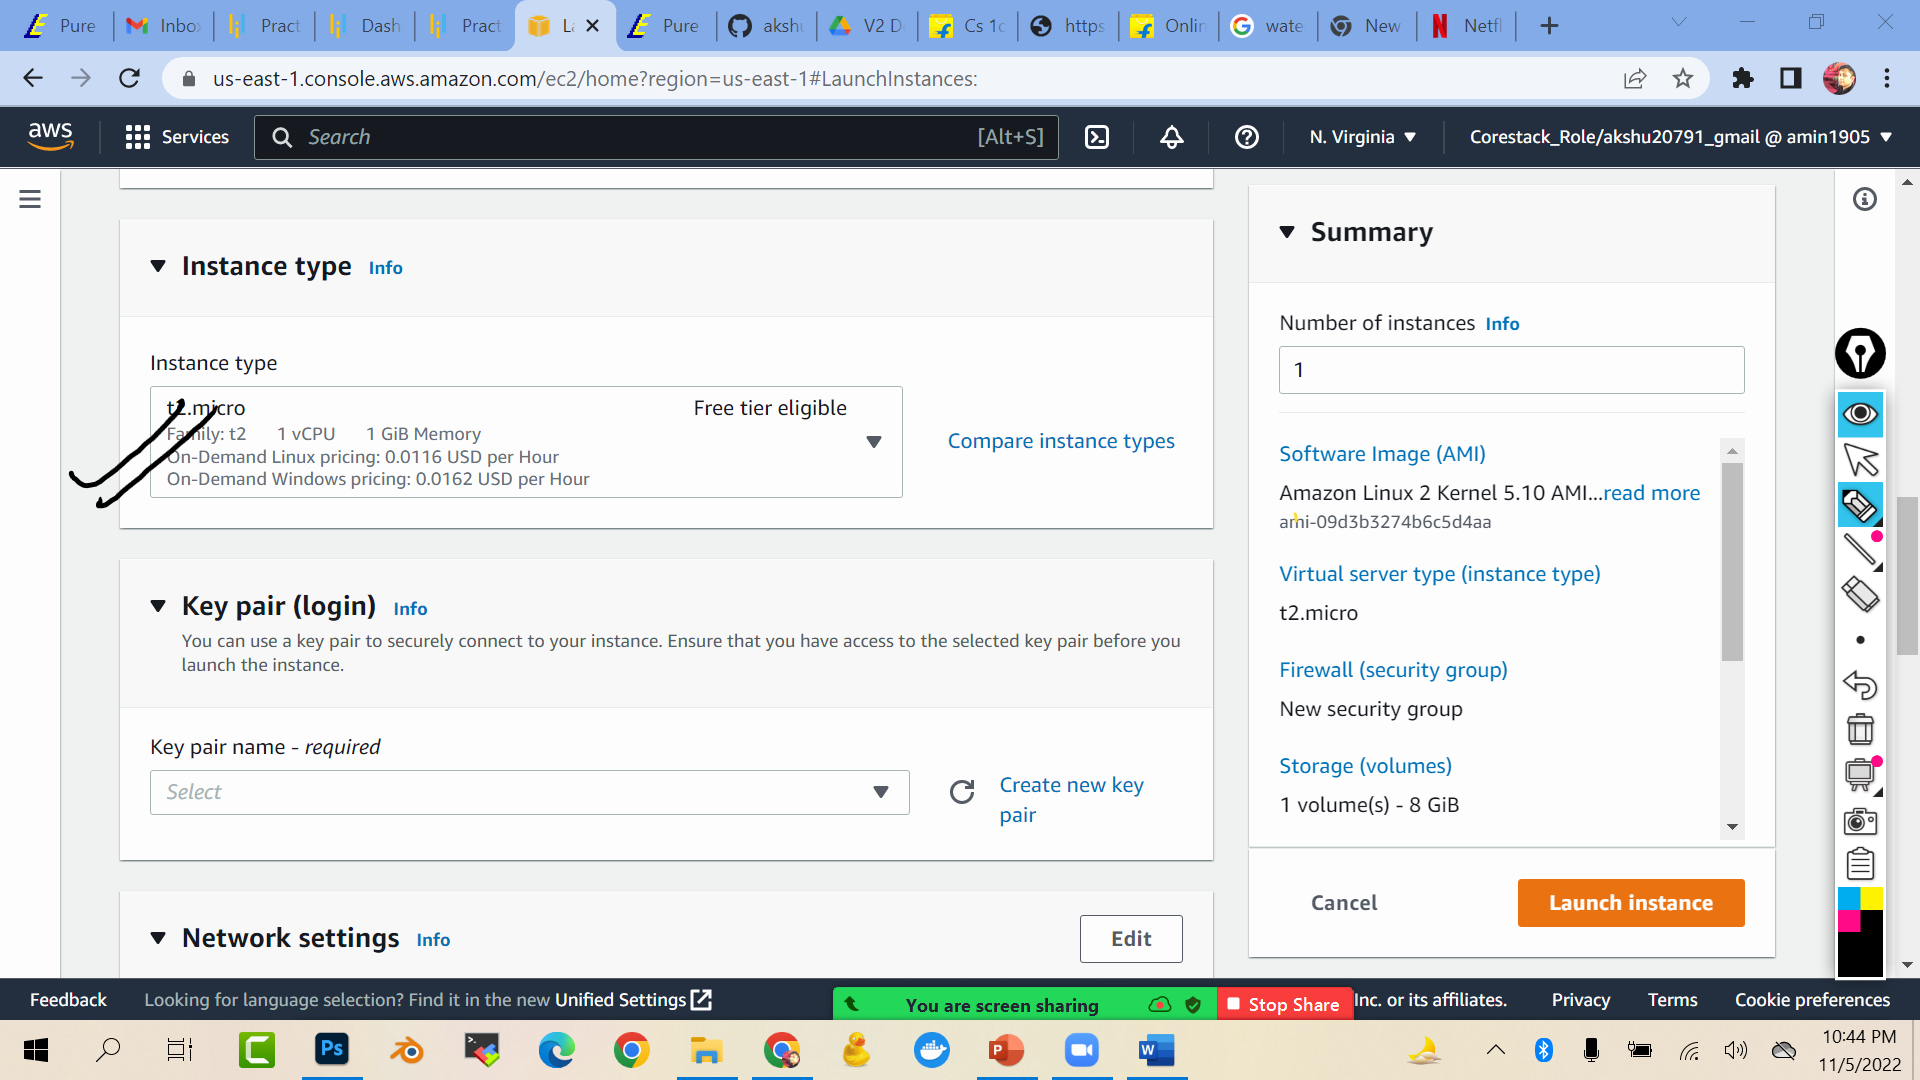 Pure
Inbo
Pract
Dash
Pract
La
Pure
akshu
V2 D
Cs 1c
https
Onlin
wate
New
Netfl
us-east-1.console.aws.amazon.com/ec2/home?region=us-east-1#LaunchInstances:
aws
Services
Search
[Alt+S]
N. Virginia
Corestack_Role/akshu20791_gmail @ amin1905
Instance type Info
Instance type
t2.micro
Free tier eligible
Family: t2 1 vCPU 1 GiB Memory
On-Demand Linux pricing: 0.0116 USD per Hour
On-Demand Windows pricing: 0.0162 USD per Hour
Compare instance types
Key pair (login) Info
You can use a key pair to securely connect to your instance. Ensure that you have access to the selected key pair before you
launch the instance.
Key pair name - required
Select
Create new key
pair
Network settings Info
Edit
Summary
Number of instances Info
1
Software Image (AMI)
Amazon Linux 2 Kernel 5.10 AMI...read more
ami-09d3b3274b6c5d4aa
Virtual server type (instance type)
t2.micro
Firewall (security group)
New security group
Storage (volumes)
1 volume(s) - 8 GiB
Cancel
Launch instance
Feedback
Looking for language selection? Find it in the new Unified Settings
You are screen sharing
Stop Share
Inc. or its affiliates.
Privacy
Terms
Cookie preferences
10:44 PM
11/5/2022